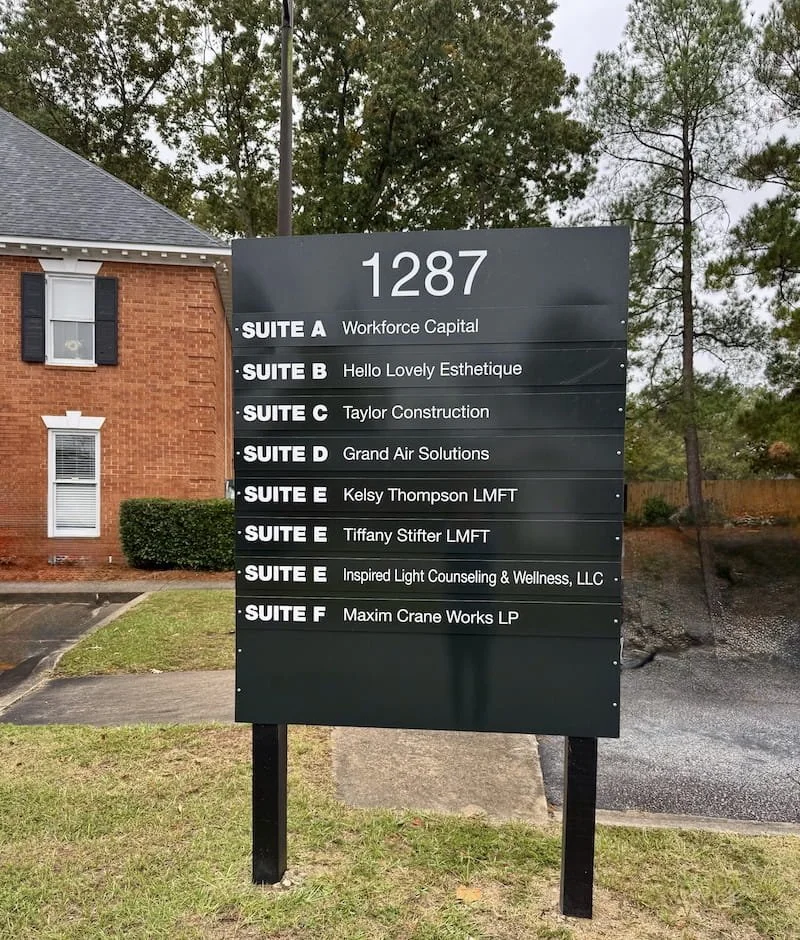 1287
SUITE A Workforce Capital
SUITE B Hello Lovely Esthetique
SUITE C Taylor Construction
SUITE D Grand Air Solutions
SUITE E Kelsy Thompson LMFT
SUITE E Tiffany Stifter LMFT
SUITE E Inspired Light Counseling & Wellness, LLC
SUITE F Maxim Crane Works LP